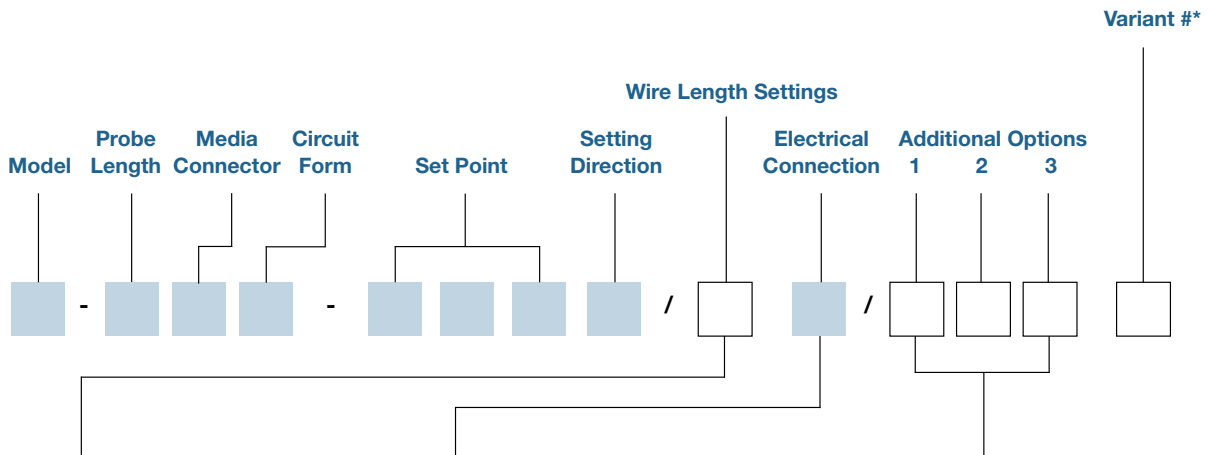 Variant #*
Wire Length Settings
Model
Probe Length
Media Connector
Circuit Form
Set Point
Setting Direction
Electrical Connection
Additional Options
1 2 3
- - / /